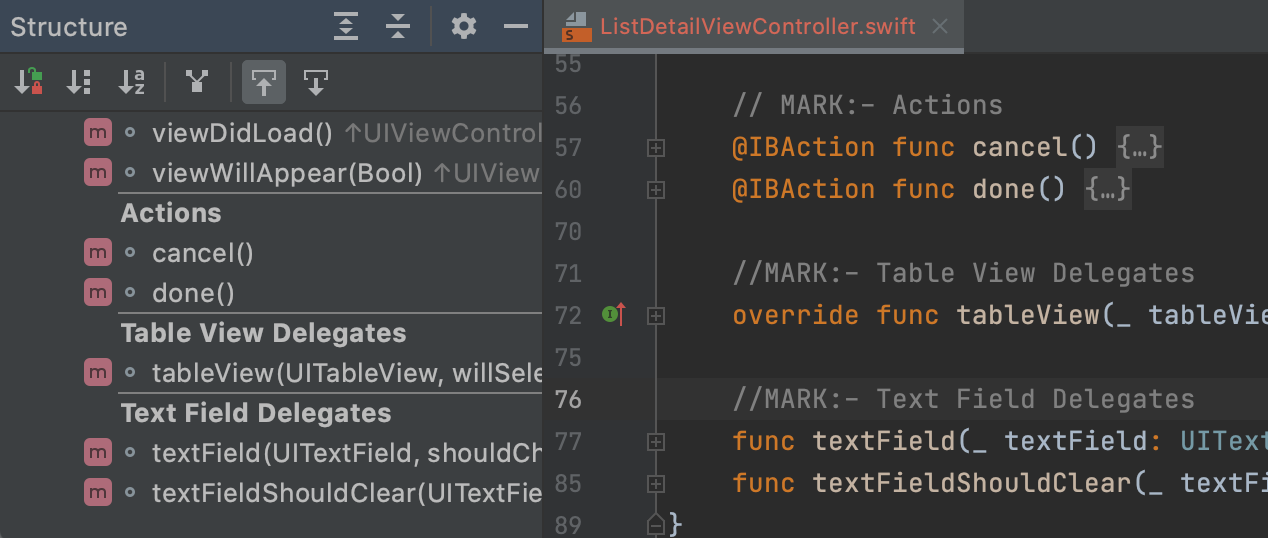 Structure
viewDidLoad() ↑UIViewControl
viewWillAppear(Bool) ↑UIView
Actions
m cancel()
m done()
Table View Delegates
m tableView(UITableView, willSele
Text Field Delegates
m textField(UITextField, shouldCh
m textFieldShouldClear(UITextFie
ListDetailViewController.swift
55
56 // MARK:- Actions
57 @IBAction func cancel() {...}
60 @IBAction func done() {...}
70
71 //MARK:- Table View Delegates
72 override func tableView(_ tableVie
75
76 //MARK:- Text Field Delegates
77 func textField(_ textField: UIText
85 func textFieldShouldClear(_ textFi
89 }